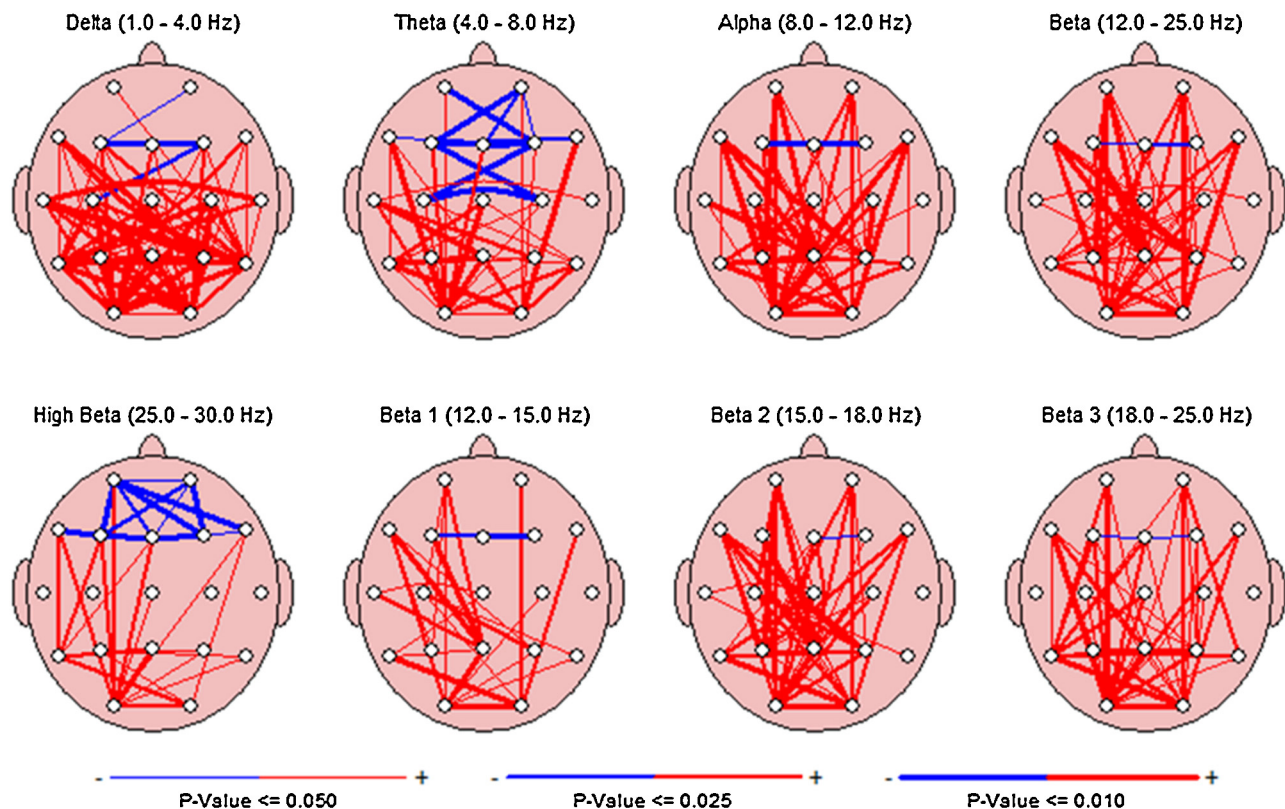 Delta (1.0 - 4.0 Hz) Theta (4.0 - 8.0 Hz) Alpha (8.0 - 12.0 Hz) Beta (12.0 - 25.0 Hz)
High Beta (25.0 - 30.0 Hz) Beta 1 (12.0 - 15.0 Hz) Beta 2 (15.0 - 18.0 Hz) Beta 3 (18.0 - 25.0 Hz)
- + - + - +
P-Value <= 0.050 P-Value <= 0.025 P-Value <= 0.010